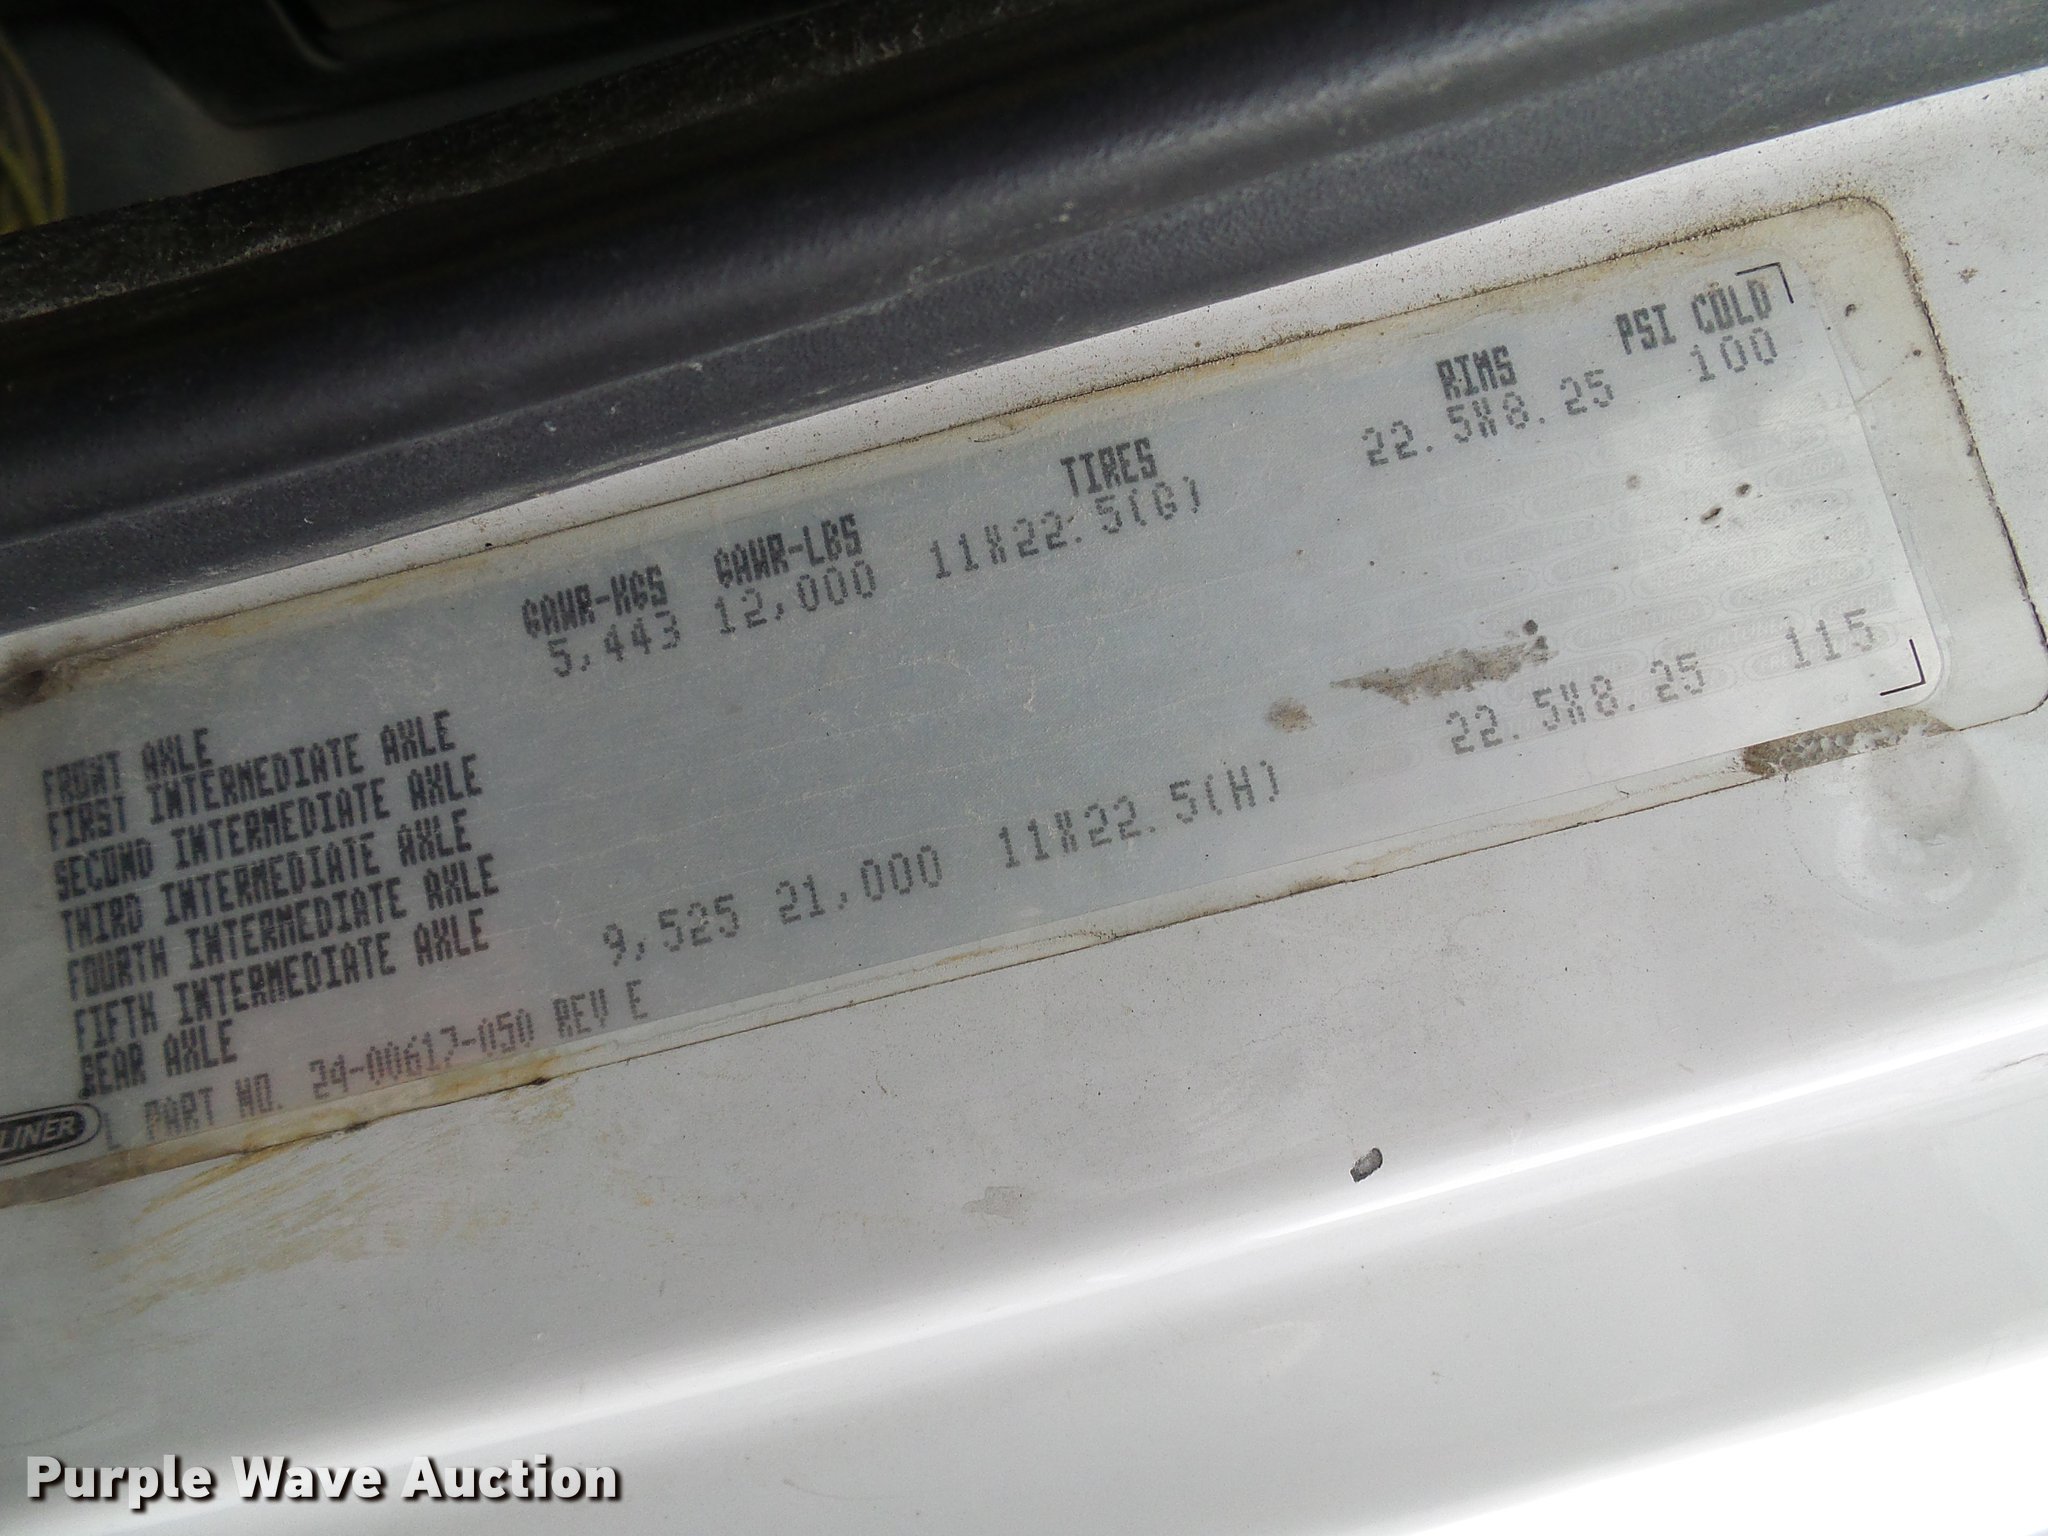 GAWR-KGS GAWR-LBS TIRES RIMS PSI COLD
FRONT AXLE 5,443 12,000 11X22.5(G) 22.5X8.25 100
FIRST INTERMEDIATE AXLE
SECOND INTERMEDIATE AXLE
THIRD INTERMEDIATE AXLE
FOURTH INTERMEDIATE AXLE
FIFTH INTERMEDIATE AXLE
REAR AXLE 9,525 21,000 11X22.5(H) 22.5X8.25 115
L PART NO. 24-00617-050 REV E
LINER
Purple Wave Auction